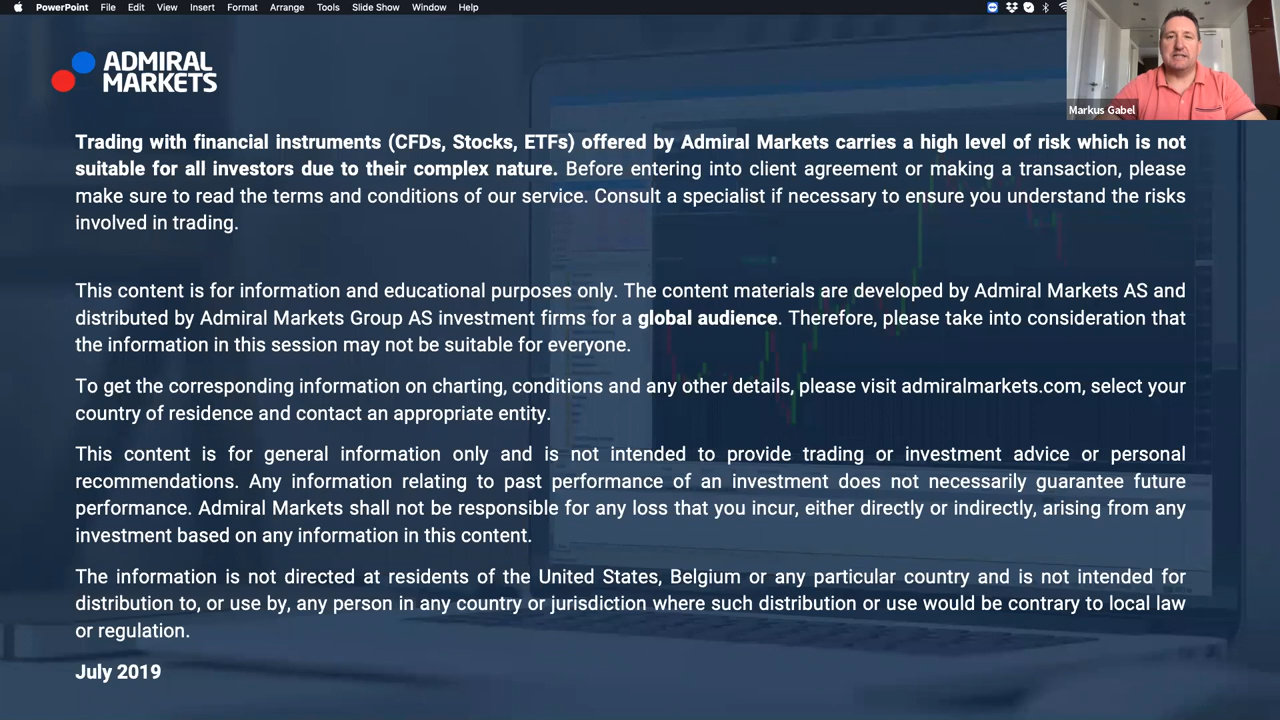 PowerPoint File Edit View Insert Format Arrange Tools Slide Show Window Help
ADMIRAL
MARKETS
Markus Gabel
Trading with financial instruments (CFDs, Stocks, ETFs) offered by Admiral Markets carries a high level of risk which is not
suitable for all investors due to their complex nature. Before entering into client agreement or making a transaction, please
make sure to read the terms and conditions of our service. Consult a specialist if necessary to ensure you understand the risks
involved in trading.
This content is for information and educational purposes only. The content materials are developed by Admiral Markets AS and
distributed by Admiral Markets Group AS investment firms for a global audience. Therefore, please take into consideration that
the information in this session may not be suitable for everyone.
To get the corresponding information on charting, conditions and any other details, please visit admiralmarkets.com, select your
country of residence and contact an appropriate entity.
This content is for general information only and is not intended to provide trading or investment advice or personal
recommendations. Any information relating to past performance of an investment does not necessarily guarantee future
performance. Admiral Markets shall not be responsible for any loss that you incur, either directly or indirectly, arising from any
investment based on any information in this content.
The information is not directed at residents of the United States, Belgium or any particular country and is not intended for
distribution to, or use by, any person in any country or jurisdiction where such distribution or use would be contrary to local law
or regulation.
July 2019